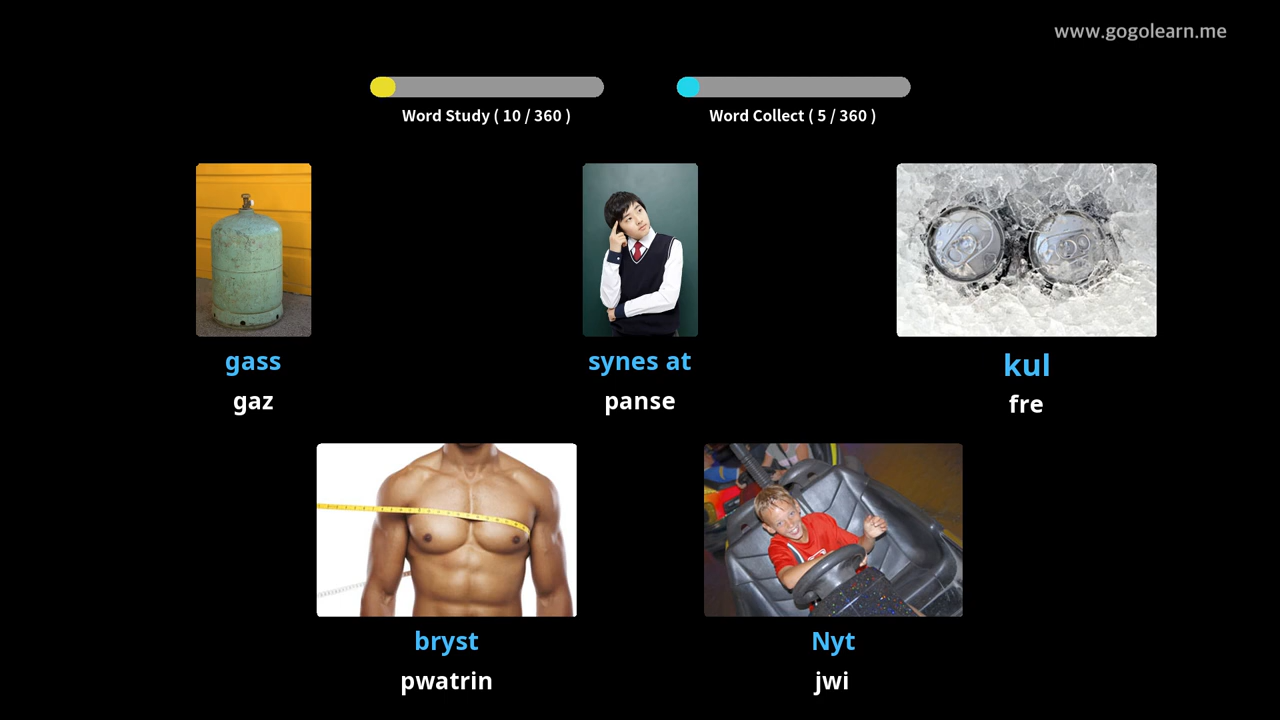 www.gogolearn.me
Word Study ( 10 / 360 )
Word Collect ( 5 / 360 )
gass
gaz
synes at
panse
kul
fre
bryst
pwatrin
Nyt
jwi